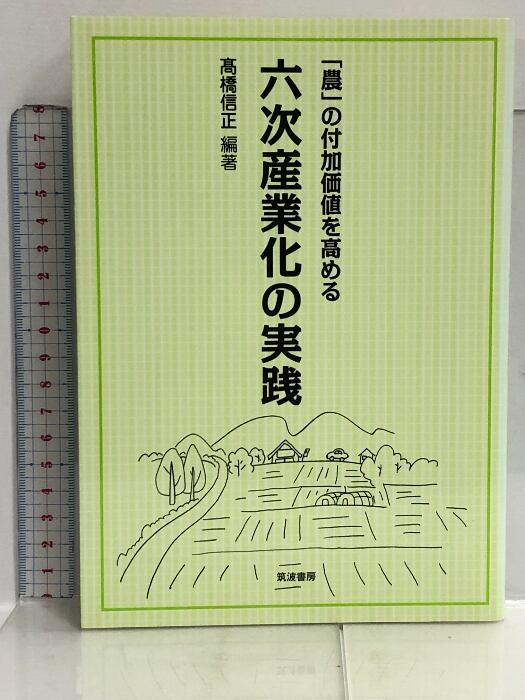 「農」の付加価値を高める
六次産業化の実践
髙橋信正 編著
筑波書房